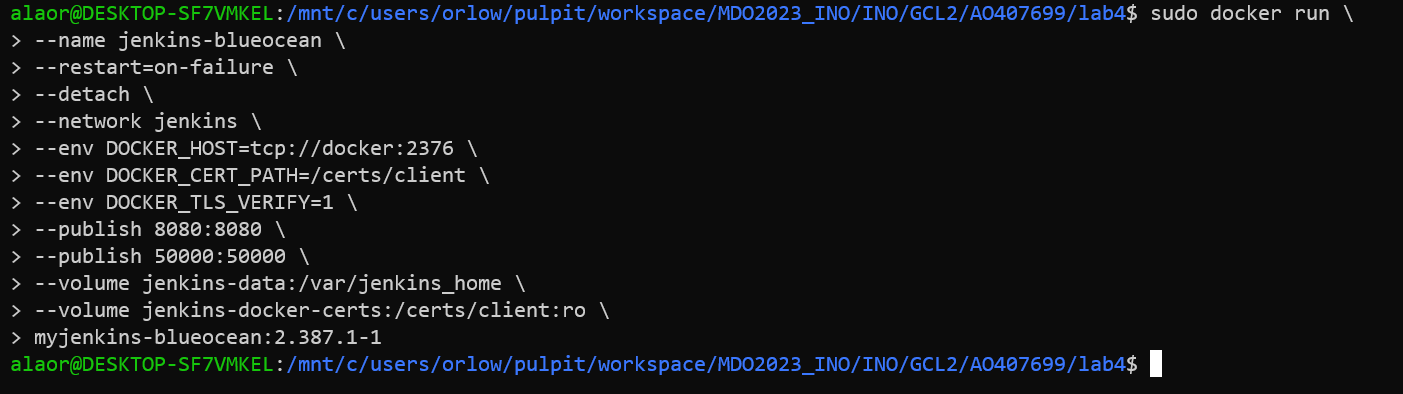 alaor@DESKTOP-SF7VMKEL:/mnt/c/users/orlow/pulpit/workspace/MDO2023_INO/INO/GCL2/AO407699/lab4$ sudo docker run \
> --name jenkins-blueocean \
> --restart=on-failure \
> --detach \
> --network jenkins \
> --env DOCKER_HOST=tcp://docker:2376 \
> --env DOCKER_CERT_PATH=/certs/client \
> --env DOCKER_TLS_VERIFY=1 \
> --publish 8080:8080 \
> --publish 50000:50000 \
> --volume jenkins-data:/var/jenkins_home \
> --volume jenkins-docker-certs:/certs/client:ro \
> myjenkins-blueocean:2.387.1-1
alaor@DESKTOP-SF7VMKEL:/mnt/c/users/orlow/pulpit/workspace/MDO2023_INO/INO/GCL2/AO407699/lab4$